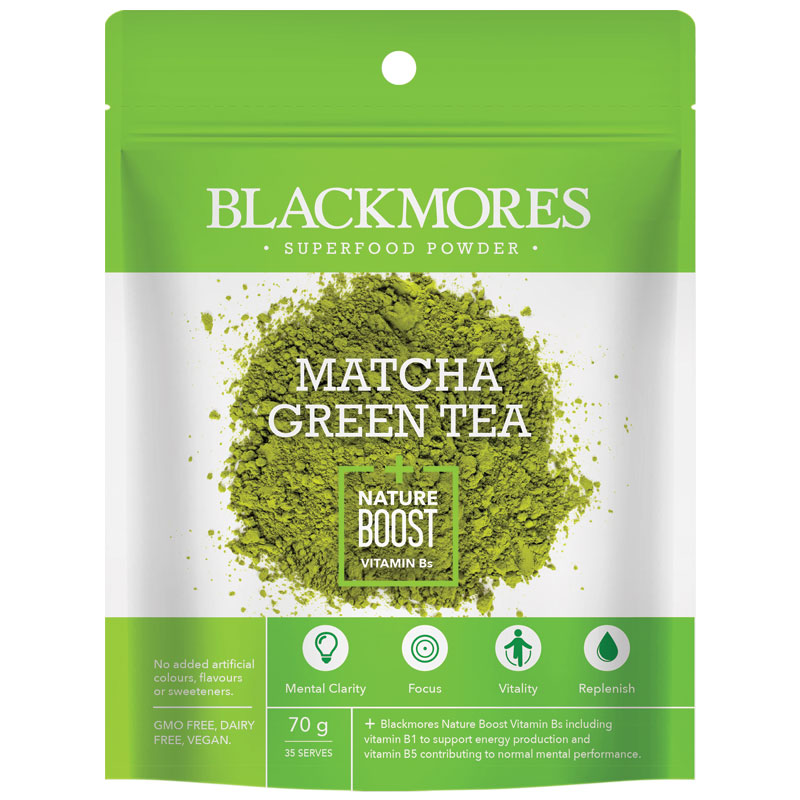 BLACKMORES
• SUPERFOOD POWDER •
MATCHA
GREEN TEA
+
NATURE
BOOST
VITAMIN Bs
No added artificial
colours, flavours
or sweeteners.
GMO FREE, DAIRY
FREE, VEGAN.
Mental Clarity
Focus
Vitality
Replenish
70 g
35 SERVES
+ Blackmores Nature Boost Vitamin Bs including
vitamin B1 to support energy production and
vitamin B5 contributing to normal mental performance.